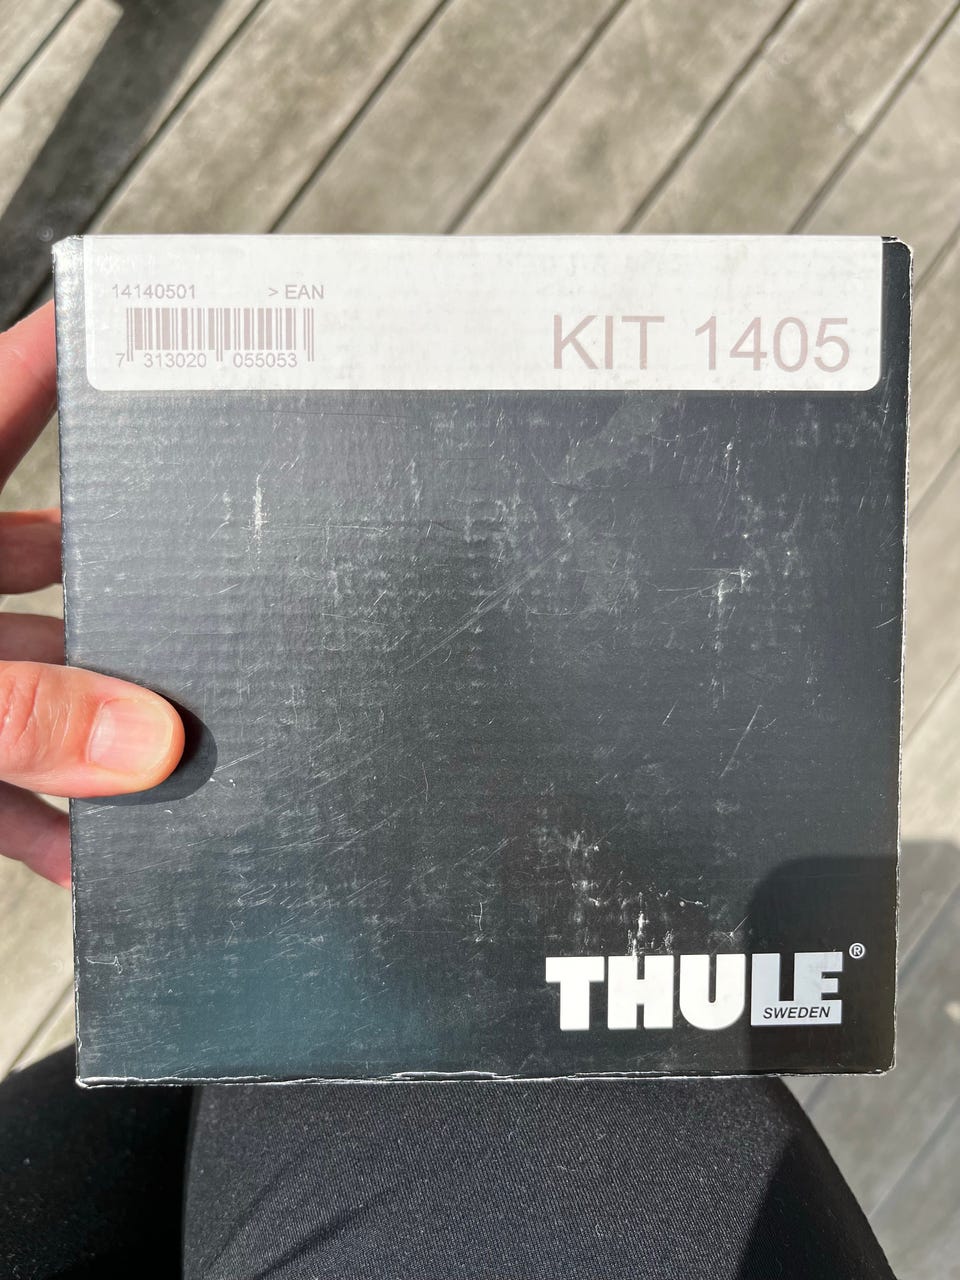 14140501 > EAN
7 313020 055053
KIT 1405
THULE®
SWEDEN